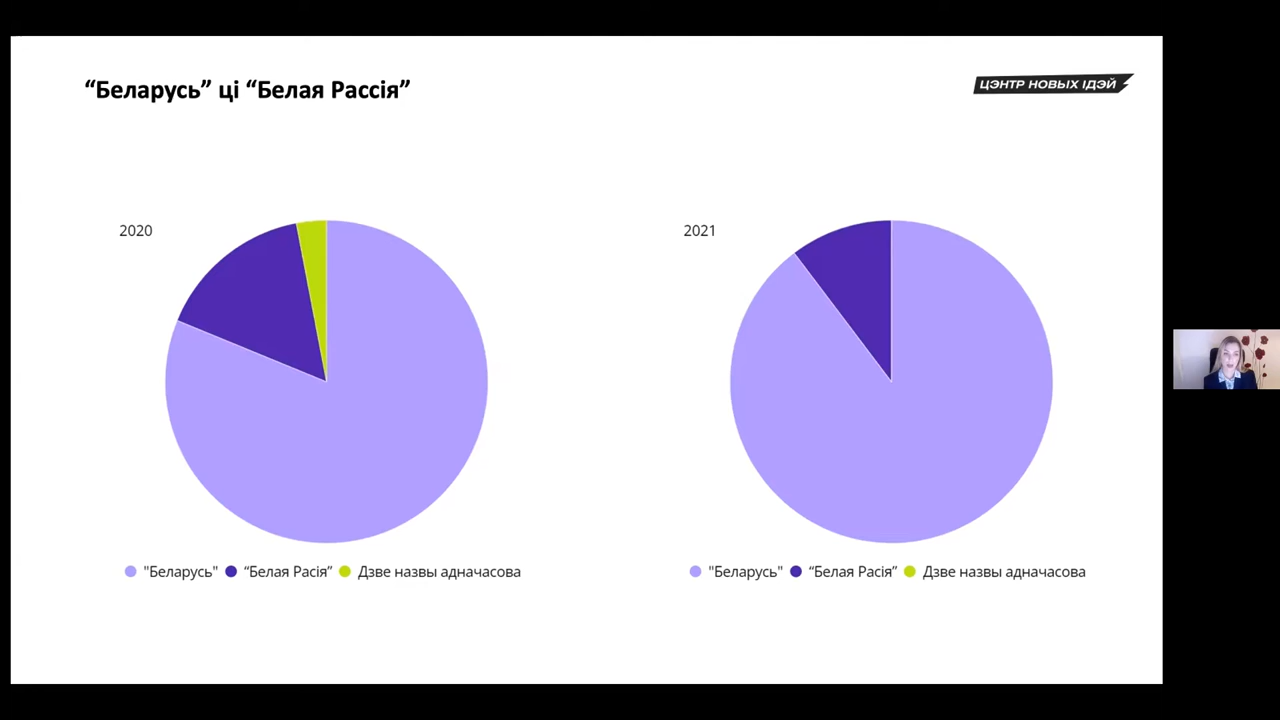 “Беларусь” ці “Белая Рассія”
ЦЭНТР НОВЫХ ІДЭЙ
2020
2021
"Беларусь" “Белая Расія” Дзве назвы адначасова
"Беларусь" “Белая Расія” Дзве назвы адначасова